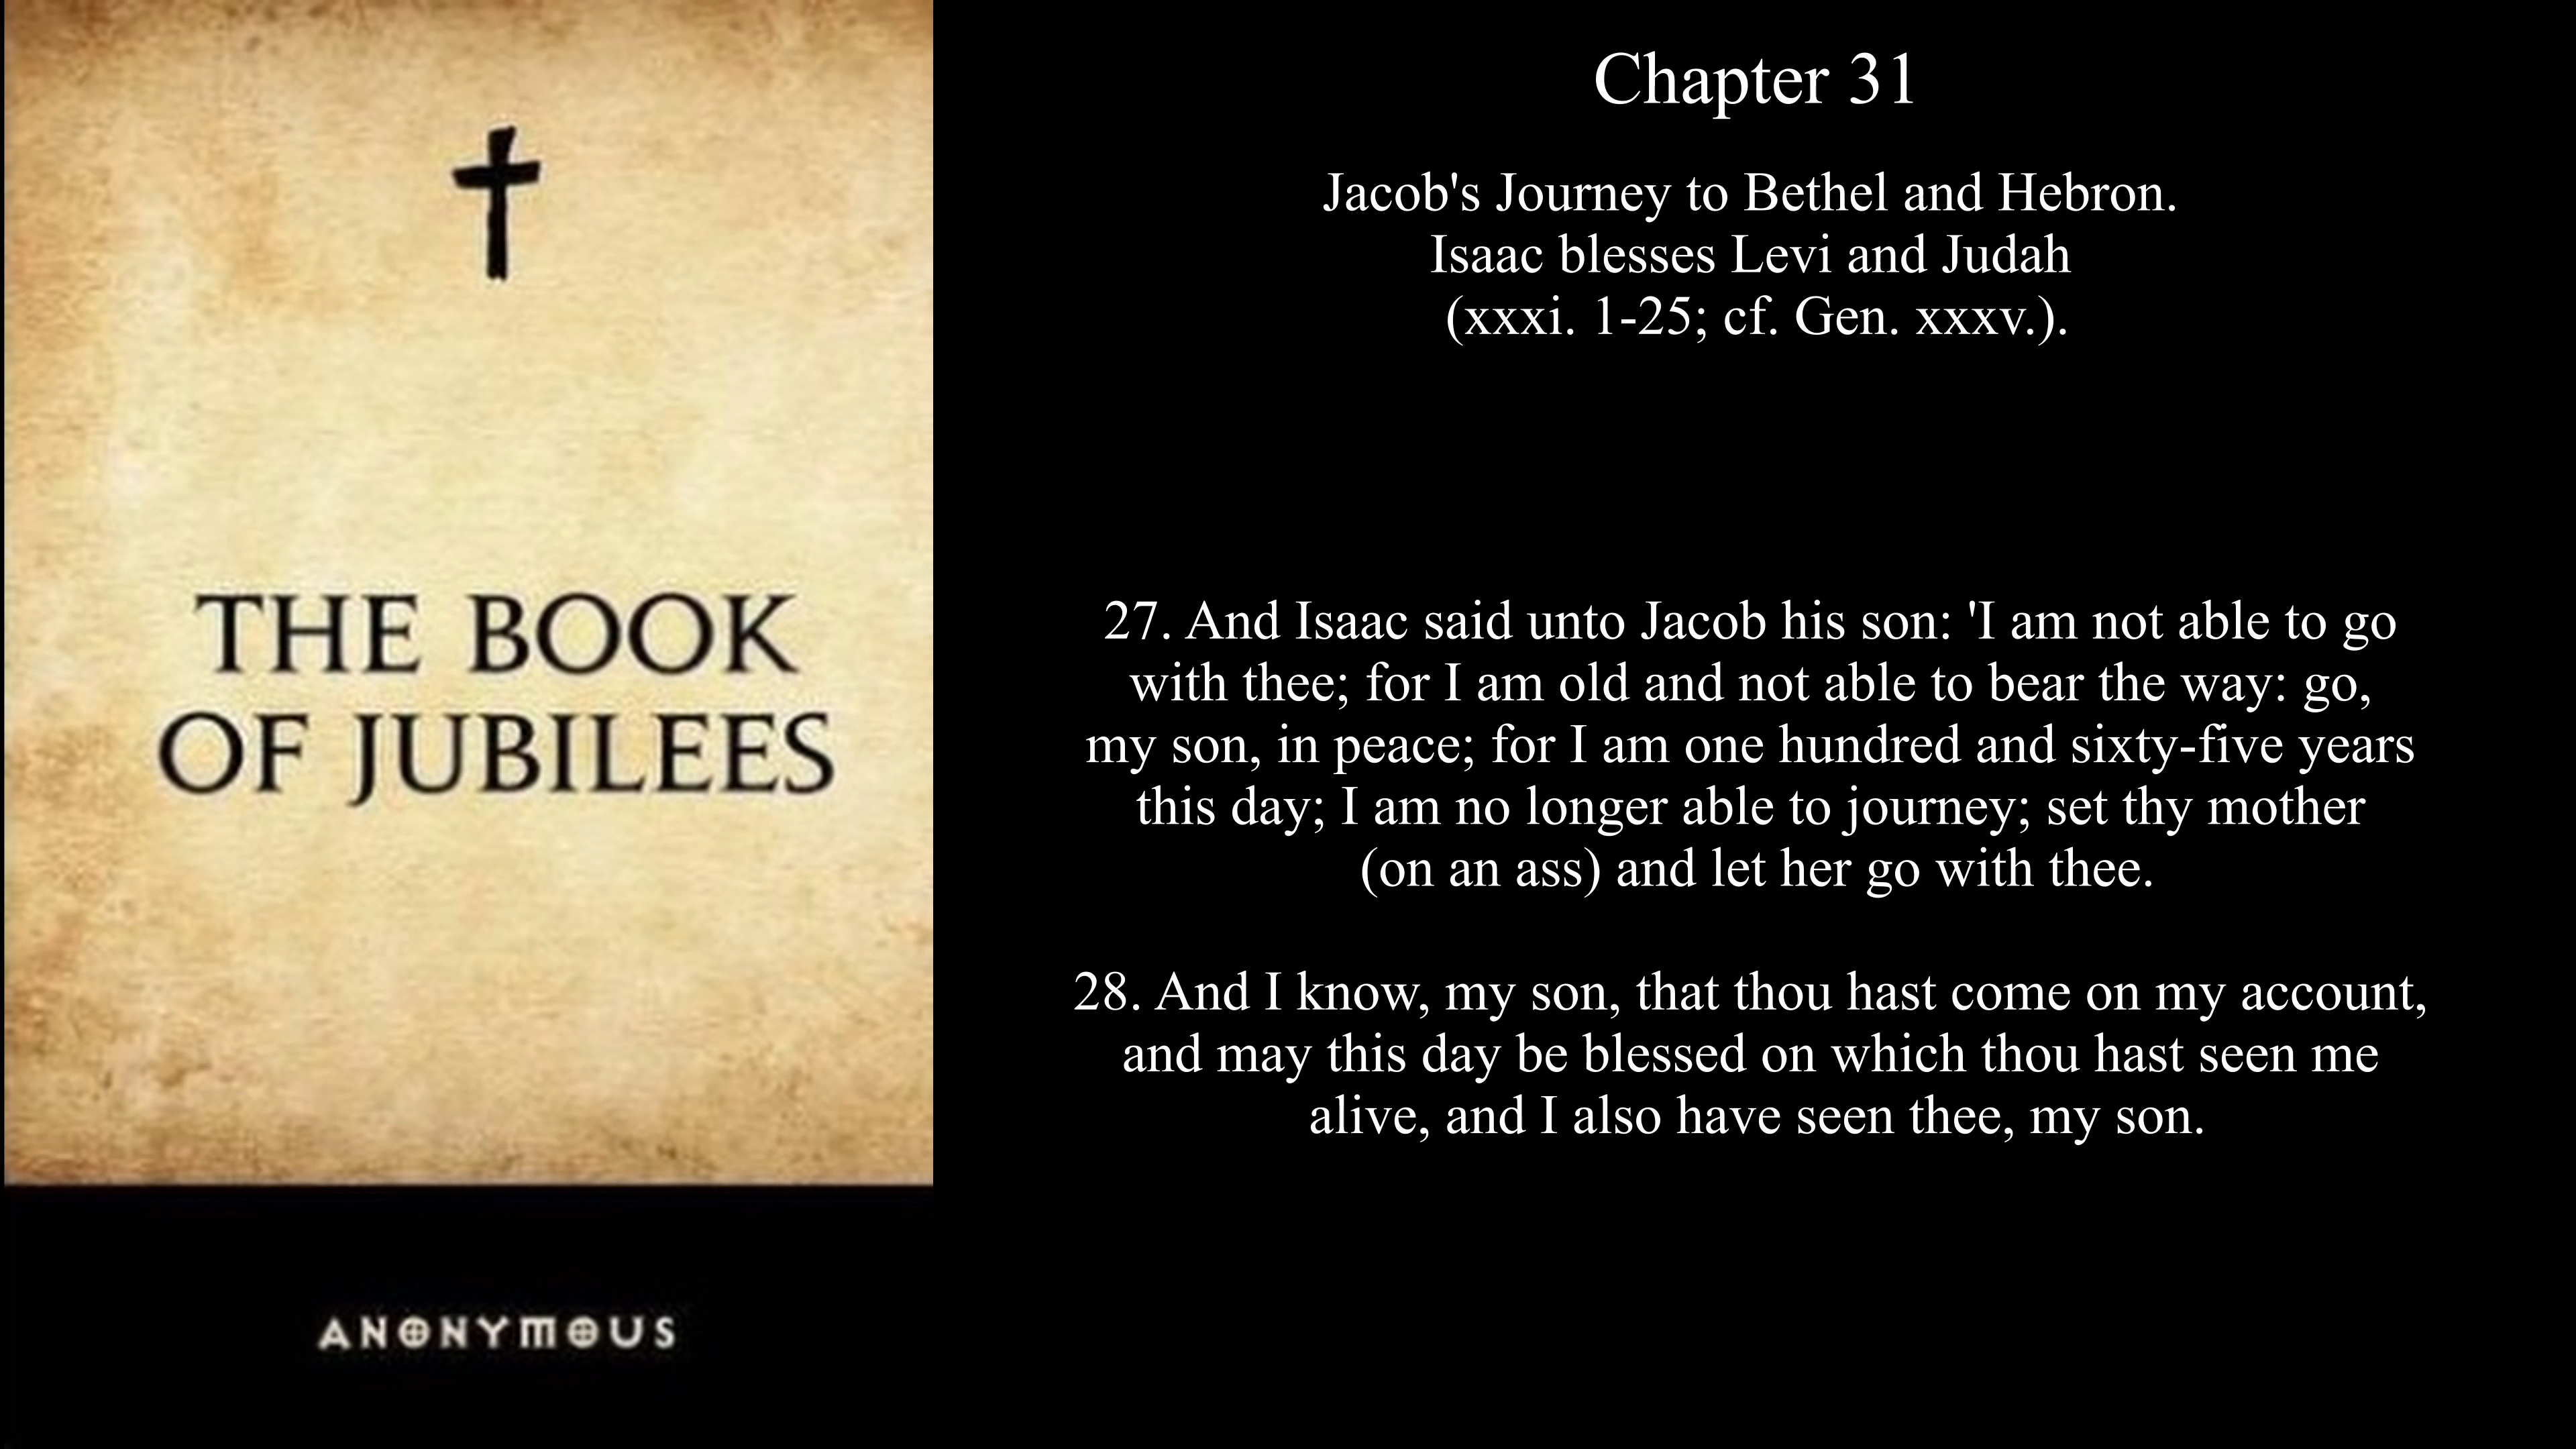 THE BOOK
OF JUBILEES
ANONYMOUS
Chapter 31
Jacob's Journey to Bethel and Hebron.
Isaac blesses Levi and Judah
(xxxi. 1-25; cf. Gen. xxxv.).
27. And Isaac said unto Jacob his son: 'I am not able to go
with thee; for I am old and not able to bear the way: go,
my son, in peace; for I am one hundred and sixty-five years
this day; I am no longer able to journey; set thy mother
(on an ass) and let her go with thee.
28. And I know, my son, that thou hast come on my account,
and may this day be blessed on which thou hast seen me
alive, and I also have seen thee, my son.